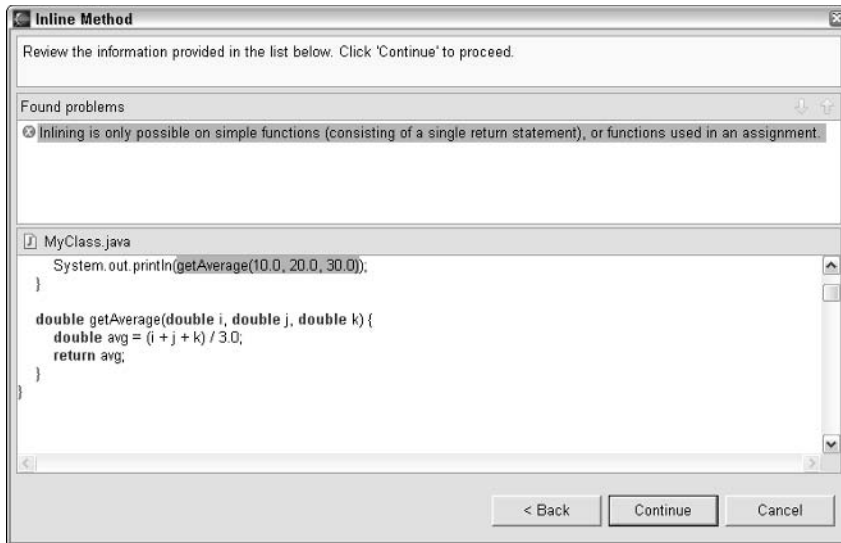 Inline Method
Review the information provided in the list below. Click 'Continue' to proceed.
Found problems
Inlining is only possible on simple functions (consisting of a single return statement), or functions used in an assignment.
J MyClass.java
System.out.println(getAverage(10.0, 20.0, 30.0));
}
double getAverage(double i, double j, double k) {
double avg = (i + j + k) / 3.0;
return avg;
}
}
< Back
Continue
Cancel